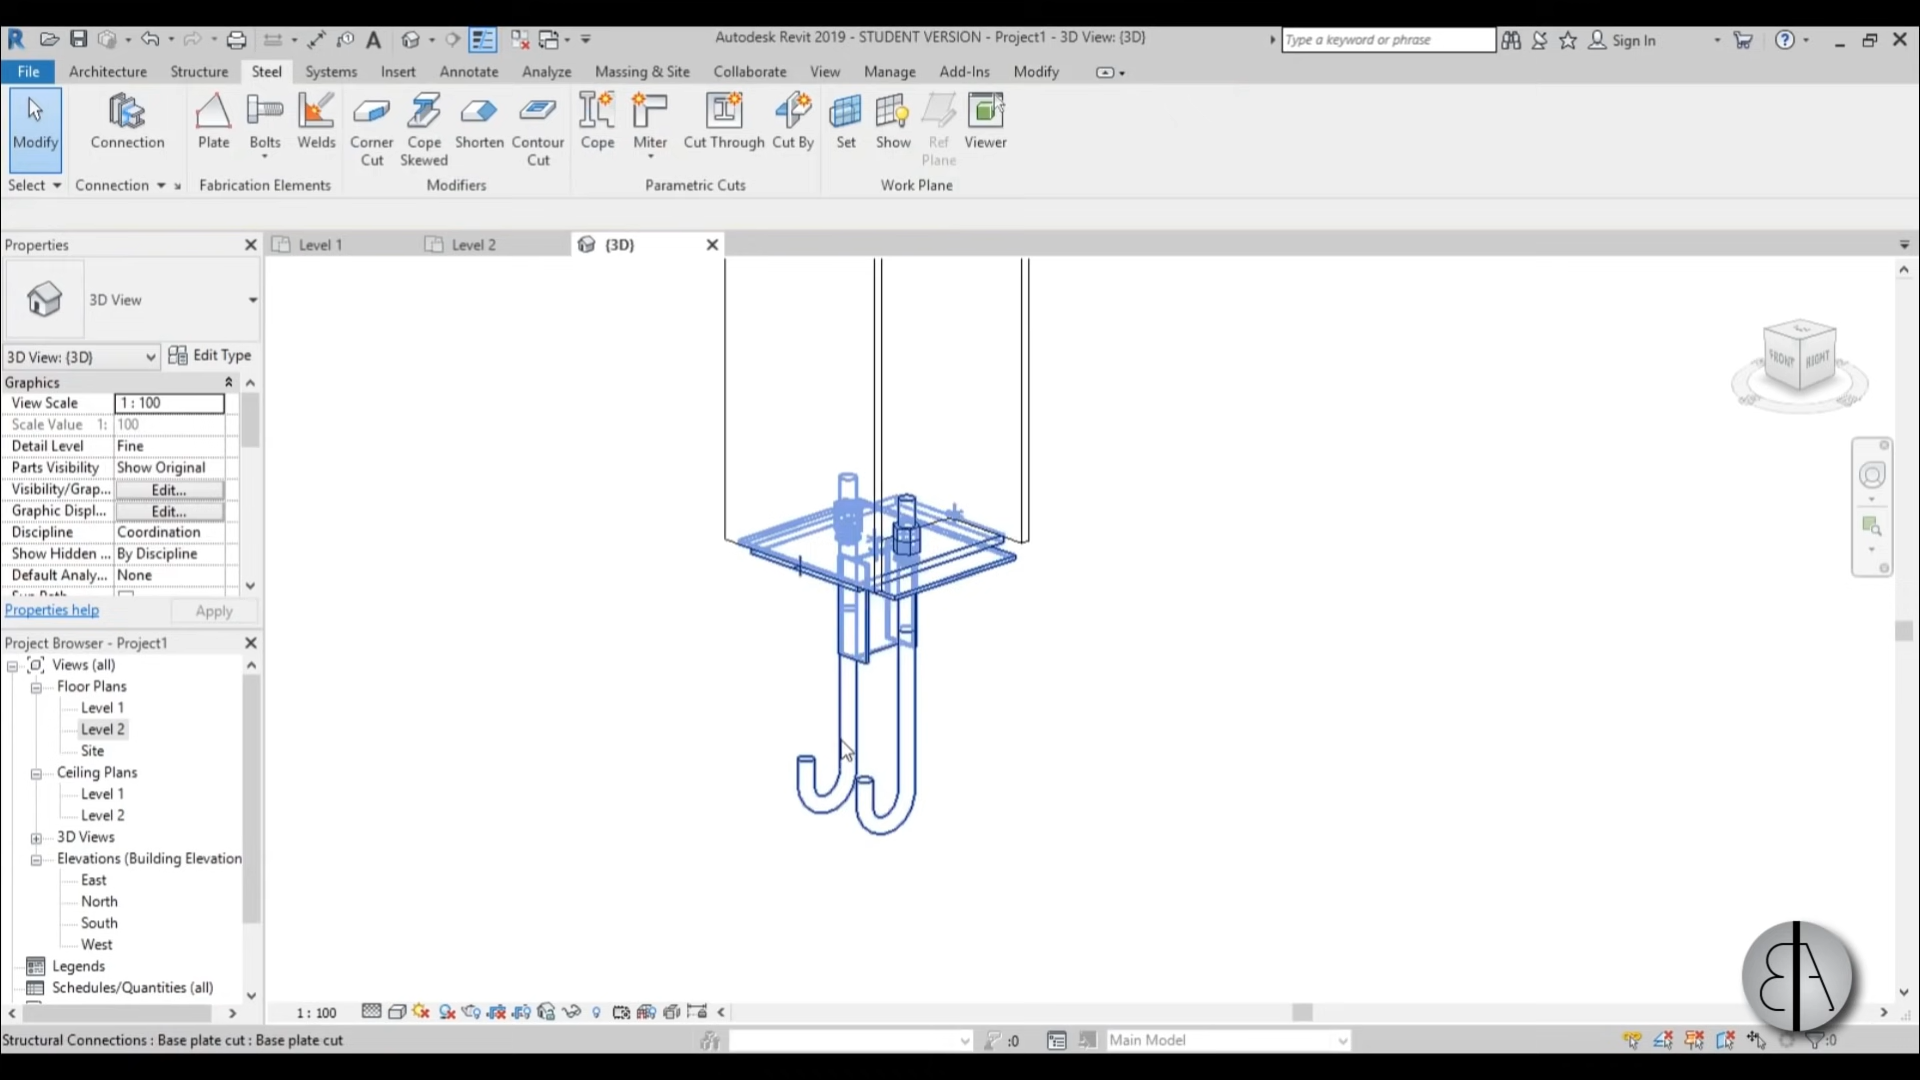 Autodesk Revit 2019 - STUDENT VERSION - Project1 - 3D View: {3D}
Type a keyword or phrase
Sign In
File Architecture Structure Steel Systems Insert Annotate Analyze Massing & Site Collaborate View Manage Add-Ins Modify
Modify Connection Plate Bolts Welds Corner Cut Cope Skewed Shorten Contour Cut Cope Miter Cut Through Cut By Set Show Ref Plane Viewer
Select Connection Fabrication Elements Modifiers Parametric Cuts Work Plane
Properties
Level 1
Level 2
{3D}
3D View
3D View: {3D} Edit Type
Graphics
View Scale 1 : 100
Scale Value 1: 100
Detail Level Fine
Parts Visibility Show Original
Visibility/Grap... Edit...
Graphic Displ... Edit...
Discipline Coordination
Show Hidden ... By Discipline
Default Analy... None
Properties help Apply
FRONT RIGHT
Project Browser - Project1
Views (all)
Floor Plans
Level 1
Level 2
Site
Ceiling Plans
Level 1
Level 2
3D Views
Elevations (Building Elevation
East
North
South
West
Legends
Schedules/Quantities (all)
1 : 100
Structural Connections : Base plate cut : Base plate cut
:0
Main Model
:0